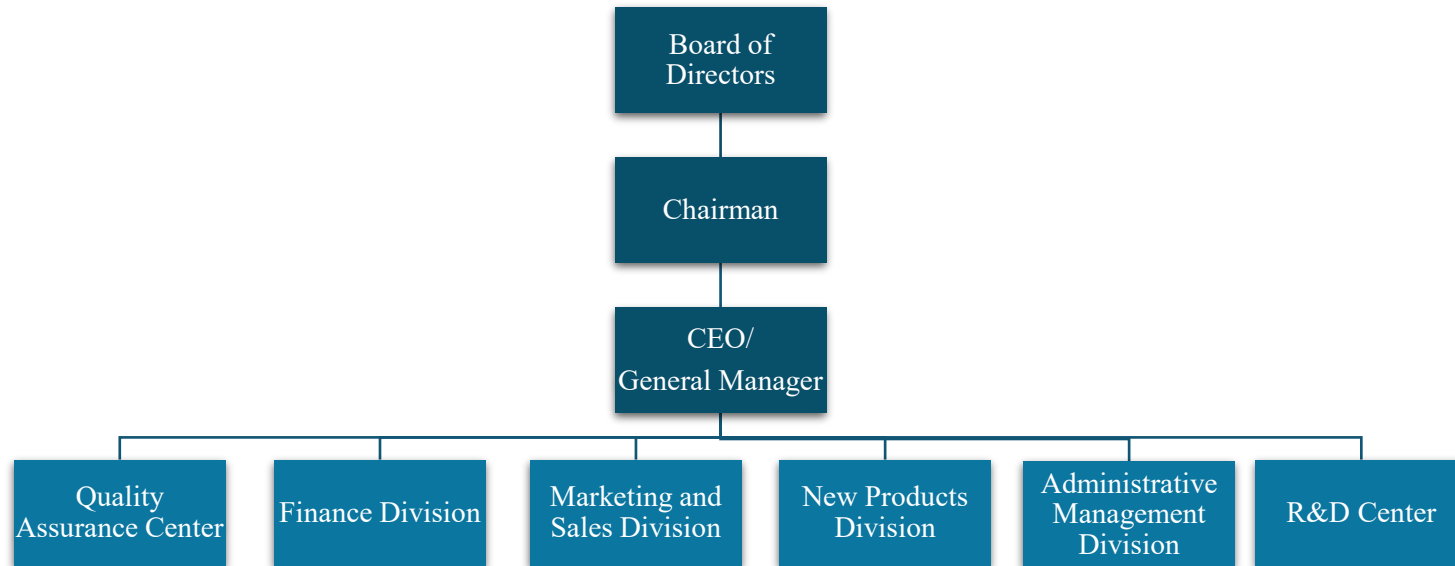 Board of
Directors
Chairman
CEO/
General Manager
Quality
Assurance Center
Finance Division
Marketing and
Sales Division
New Products
Division
Administrative
Management
Division
R&D Center